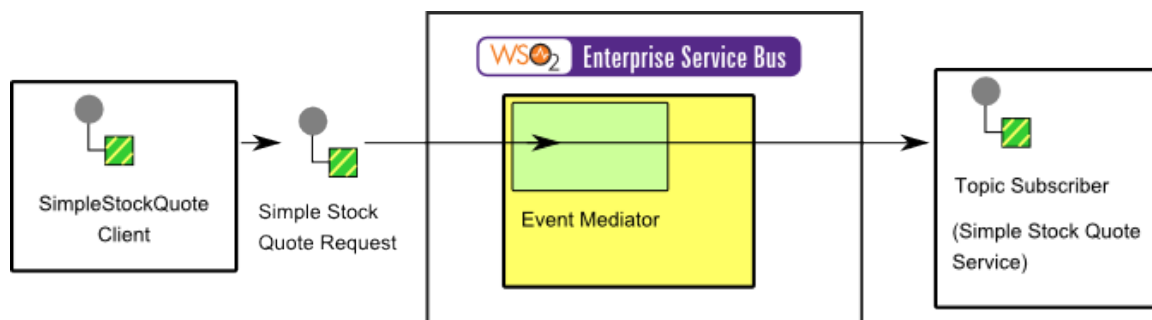 WSO2 Enterprise Service Bus
SimpleStockQuote
Client
Simple Stock
Quote Request
Event Mediator
Topic Subscriber
(Simple Stock Quote
Service)